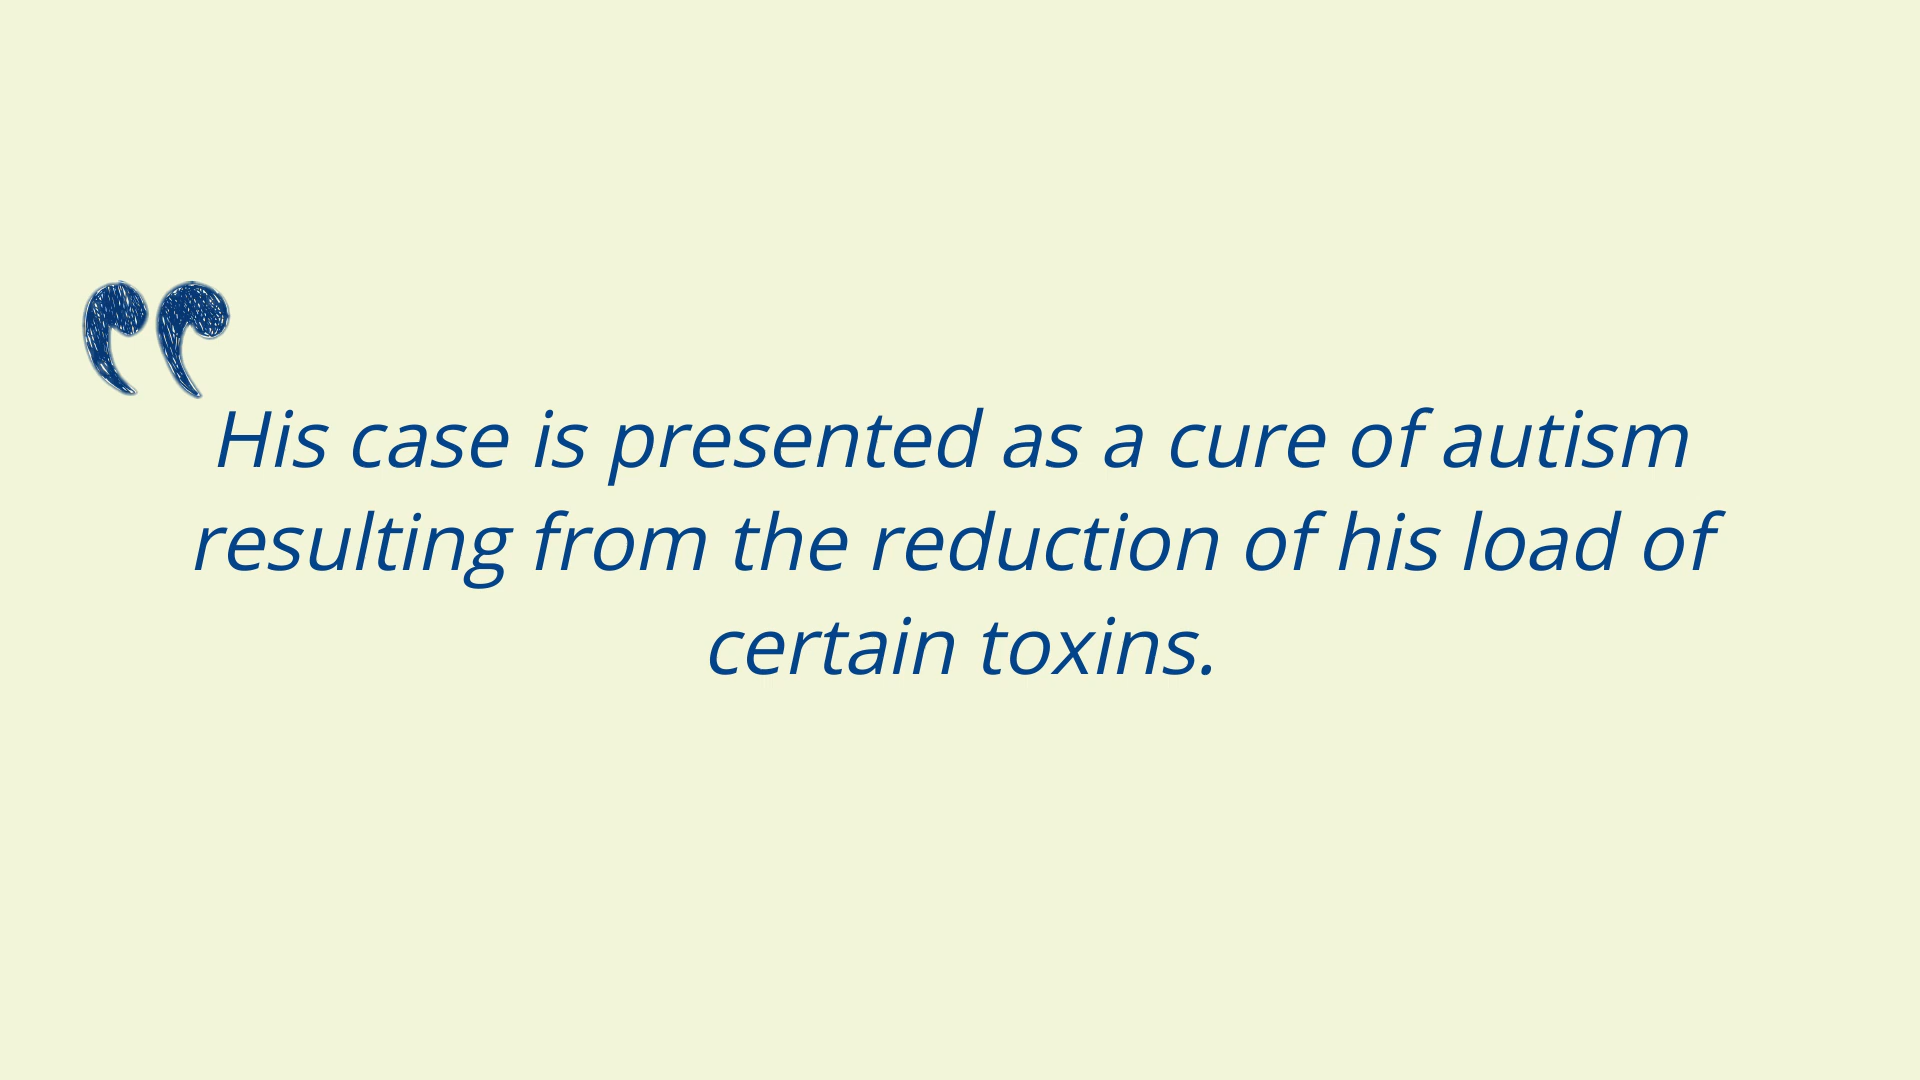 His case is presented as a cure of autism
resulting from the reduction of his load of
certain toxins.